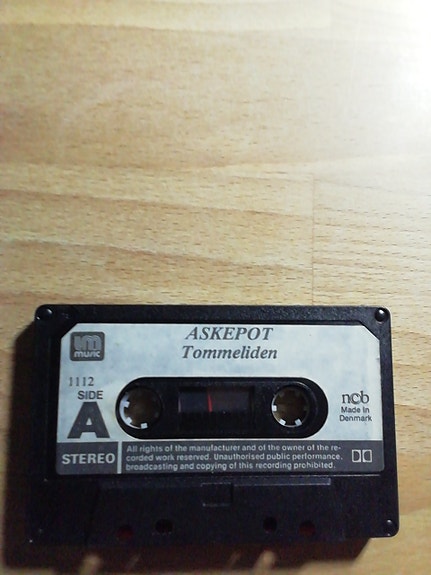 ASKEPOT
Tommeliden
music
1112
SIDE
A
STEREO
ncb
Made in
Denmark
All rights of the manufacturer and of the owner of the re-
corded work reserved. Unauthorised public performance,
broadcasting and copying of this recording prohibited.